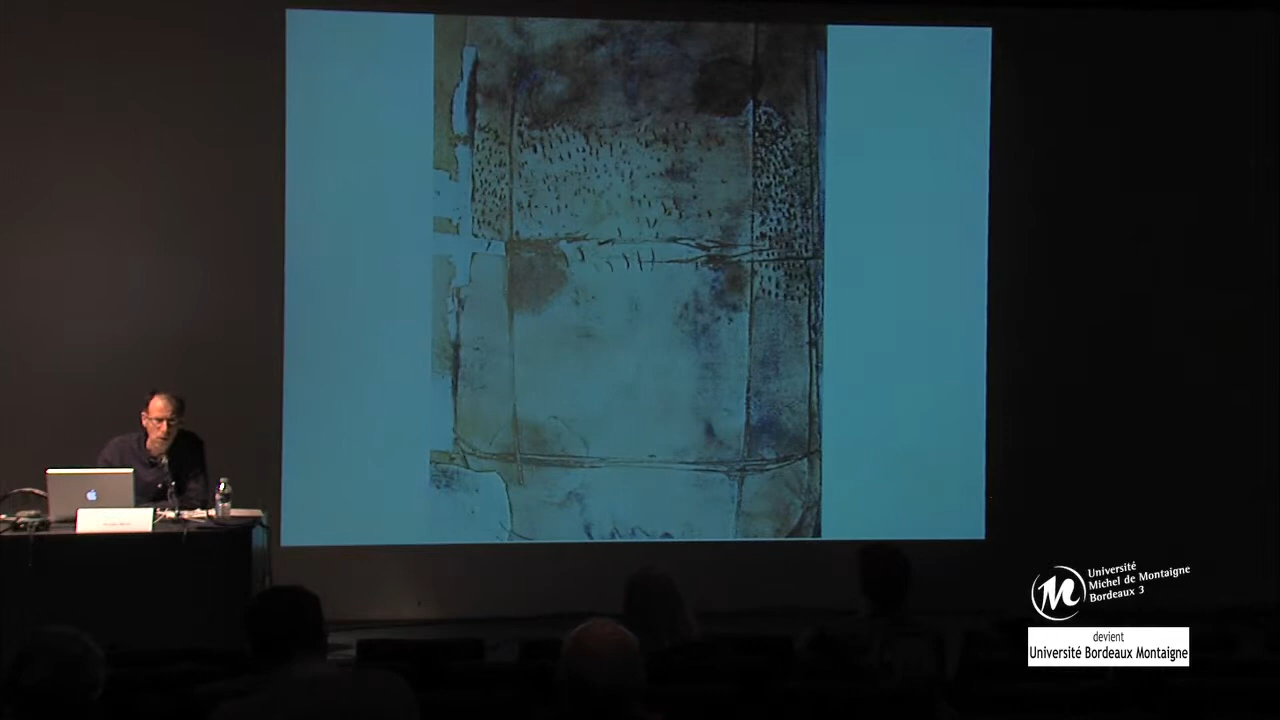 Université
Michel de Montaigne
Bordeaux 3
devient
Université Bordeaux Montaigne